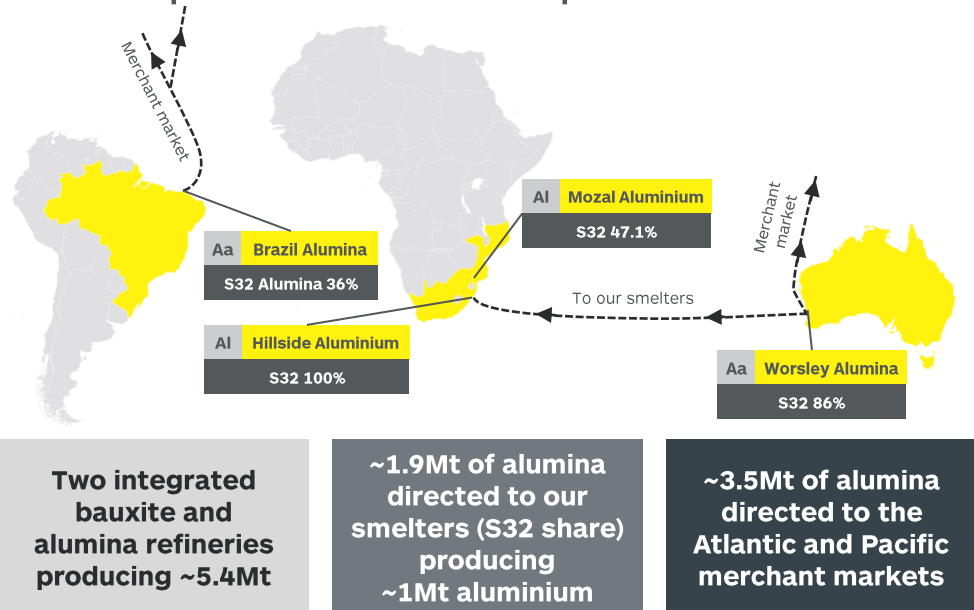 Merchant market
Aa Brazil Alumina
S32 Alumina 36%
Al Hillside Aluminium
S32 100%
Al Mozal Aluminium
S32 47.1%
To our smelters
Merchant
market
Aa Worsley Alumina
S32 86%
Two integrated
bauxite and
alumina refineries
producing ~5.4Mt
~1.9Mt of alumina
directed to our
smelters (S32 share)
producing
~1Mt aluminium
~3.5Mt of alumina
directed to the
Atlantic and Pacific
merchant markets